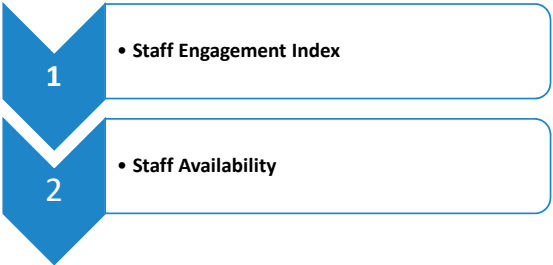 1
• Staff Engagement Index
2
• Staff Availability